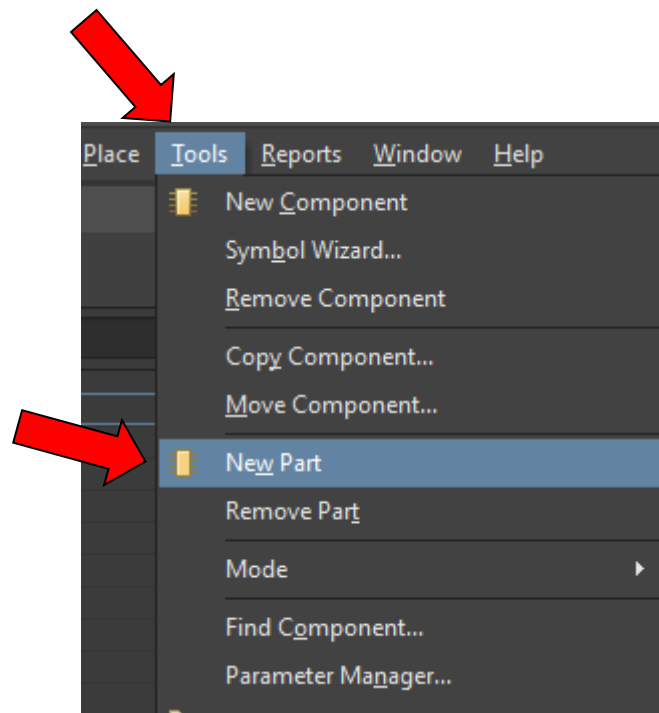 Place Tools Reports Window Help
New Component
Symbol Wizard...
Remove Component
Copy Component...
Move Component...
New Part
Remove Part
Mode
Find Component...
Parameter Manager...